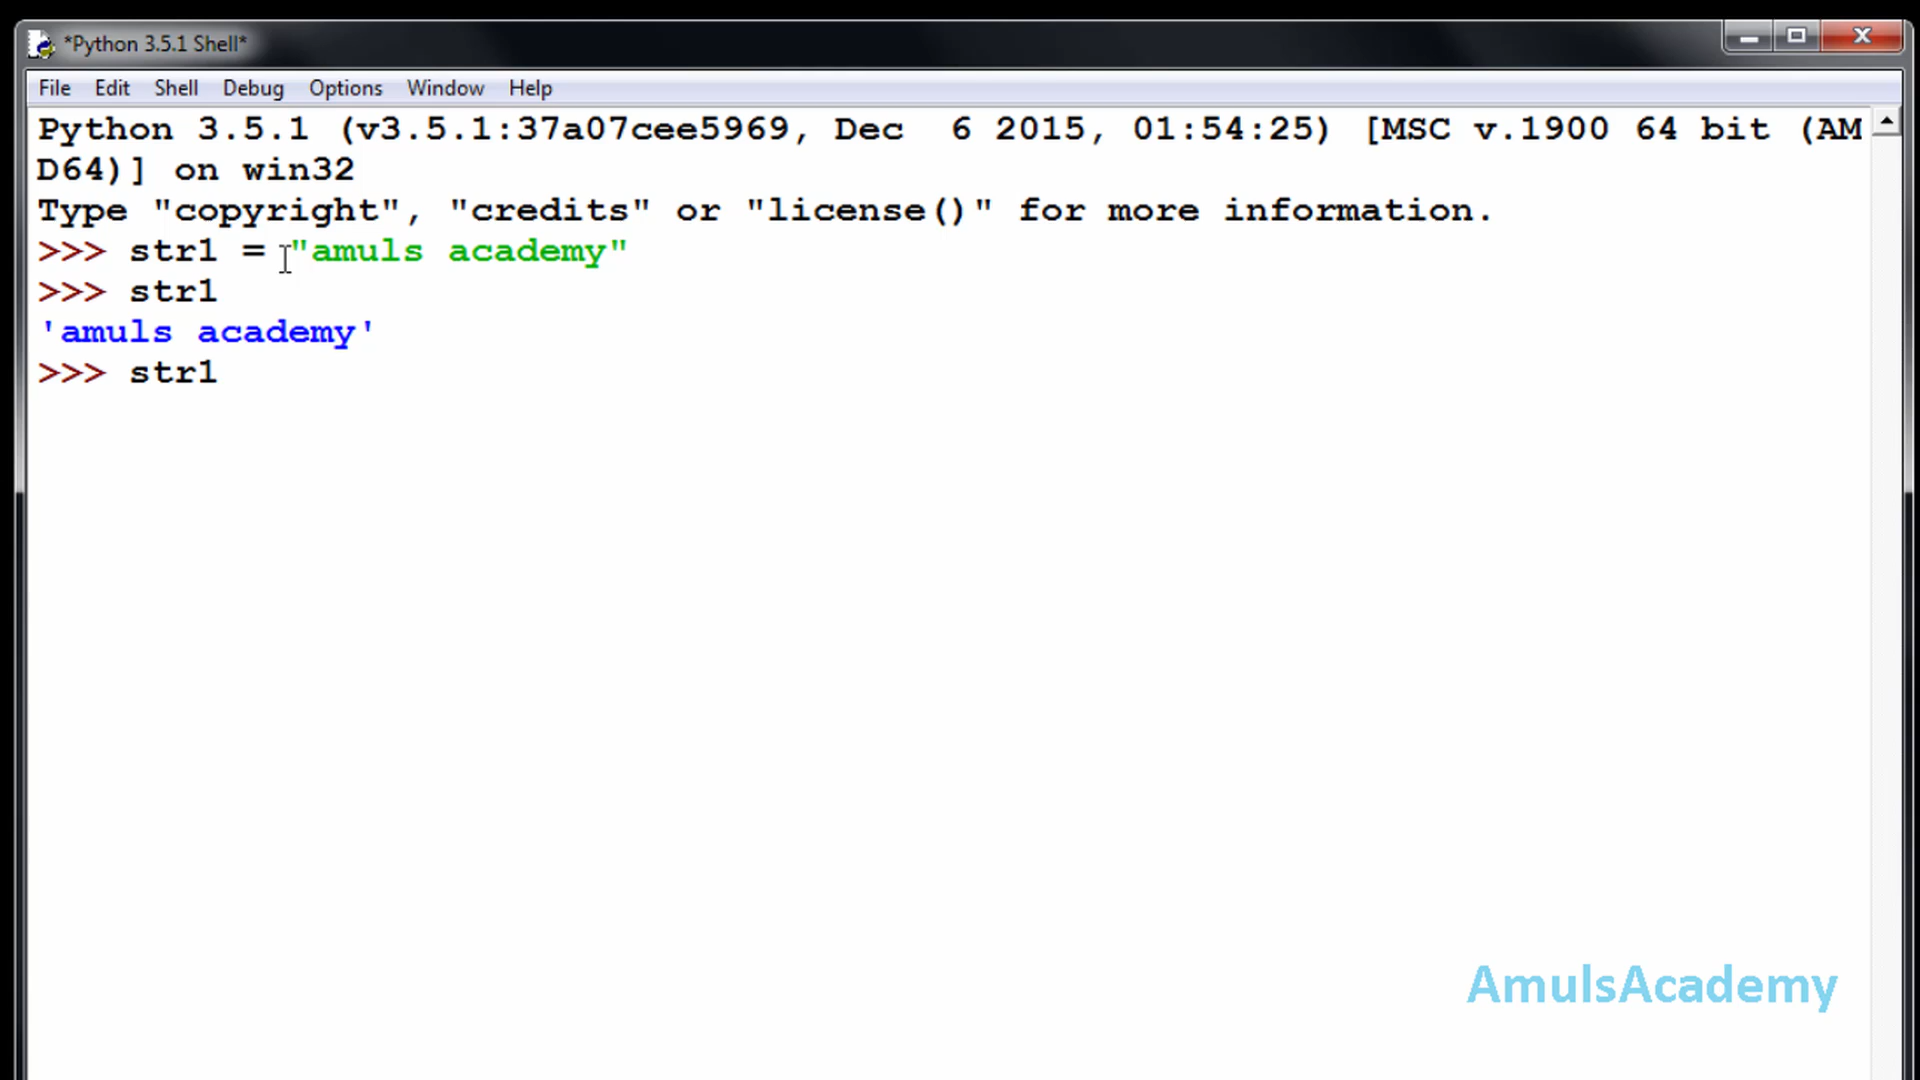 *Python 3.5.1 Shell*
File Edit Shell Debug Options Window Help
Python 3.5.1 (v3.5.1:37a07cee5969, Dec  6 2015, 01:54:25) [MSC v.1900 64 bit (AM
D64)] on win32
Type "copyright", "credits" or "license()" for more information.
>>> str1 = "amuls academy"
>>> str1
'amuls academy'
>>> str1
AmulsAcademy